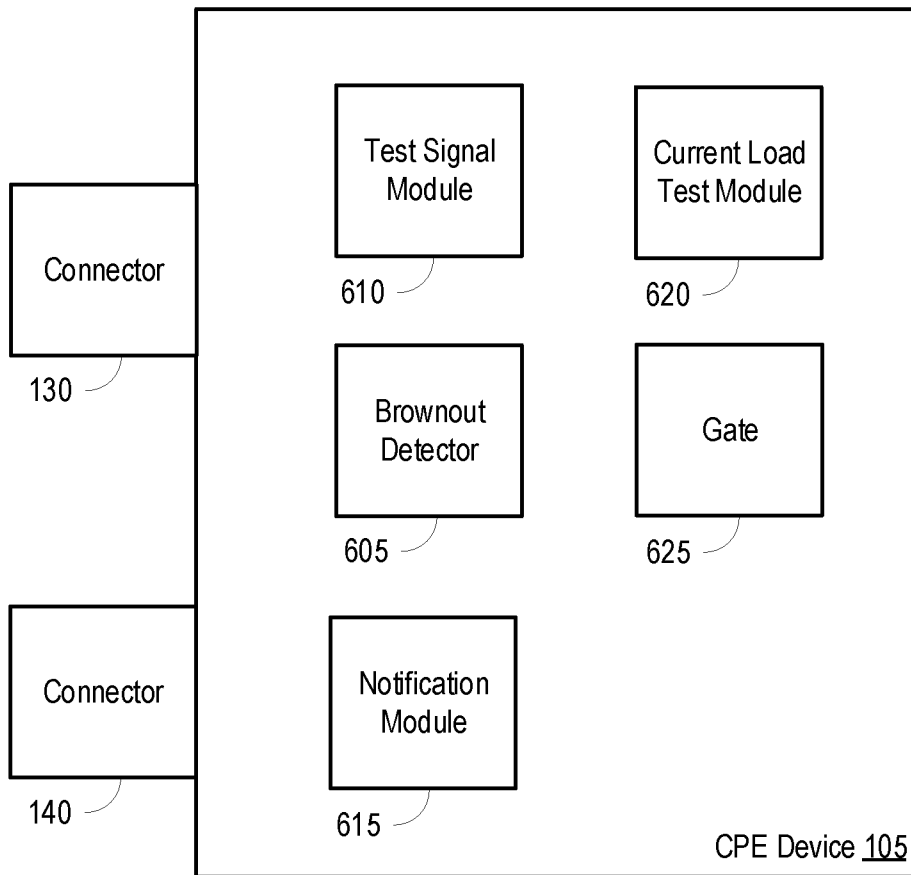 Test Signal
Module
610
Current Load
Test Module
620
Connector
130
Brownout
Detector
605
Gate
625
Connector
140
Notification
Module
615
CPE Device 105